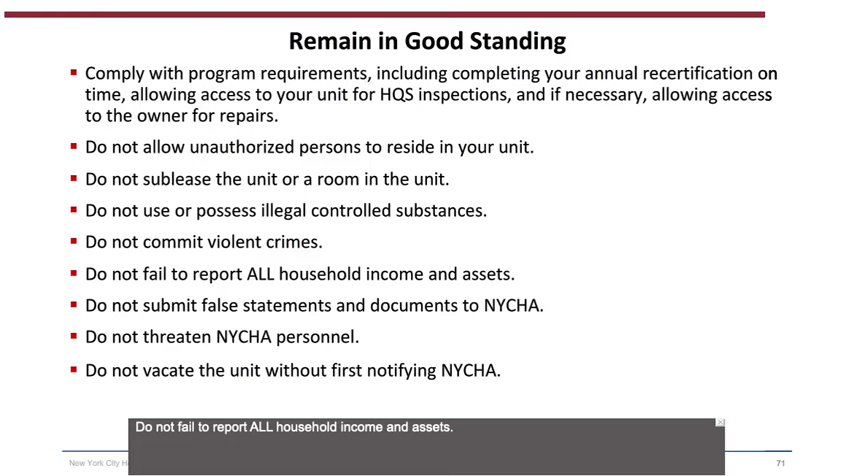 Remain in Good Standing
Comply with program requirements, including completing your annual recertification on
time, allowing access to your unit for HQS inspections, and if necessary, allowing access
to the owner for repairs.
Do not allow unauthorized persons to reside in your unit.
Do not sublease the unit or a room in the unit.
Do not use or possess illegal controlled substances.
Do not commit violent crimes.
Do not fail to report ALL household income and assets.
Do not submit false statements and documents to NYCHA.
Do not threaten NYCHA personnel.
Do not vacate the unit without first notifying NYCHA.
Do not fail to report ALL household income and assets.
New York City
71